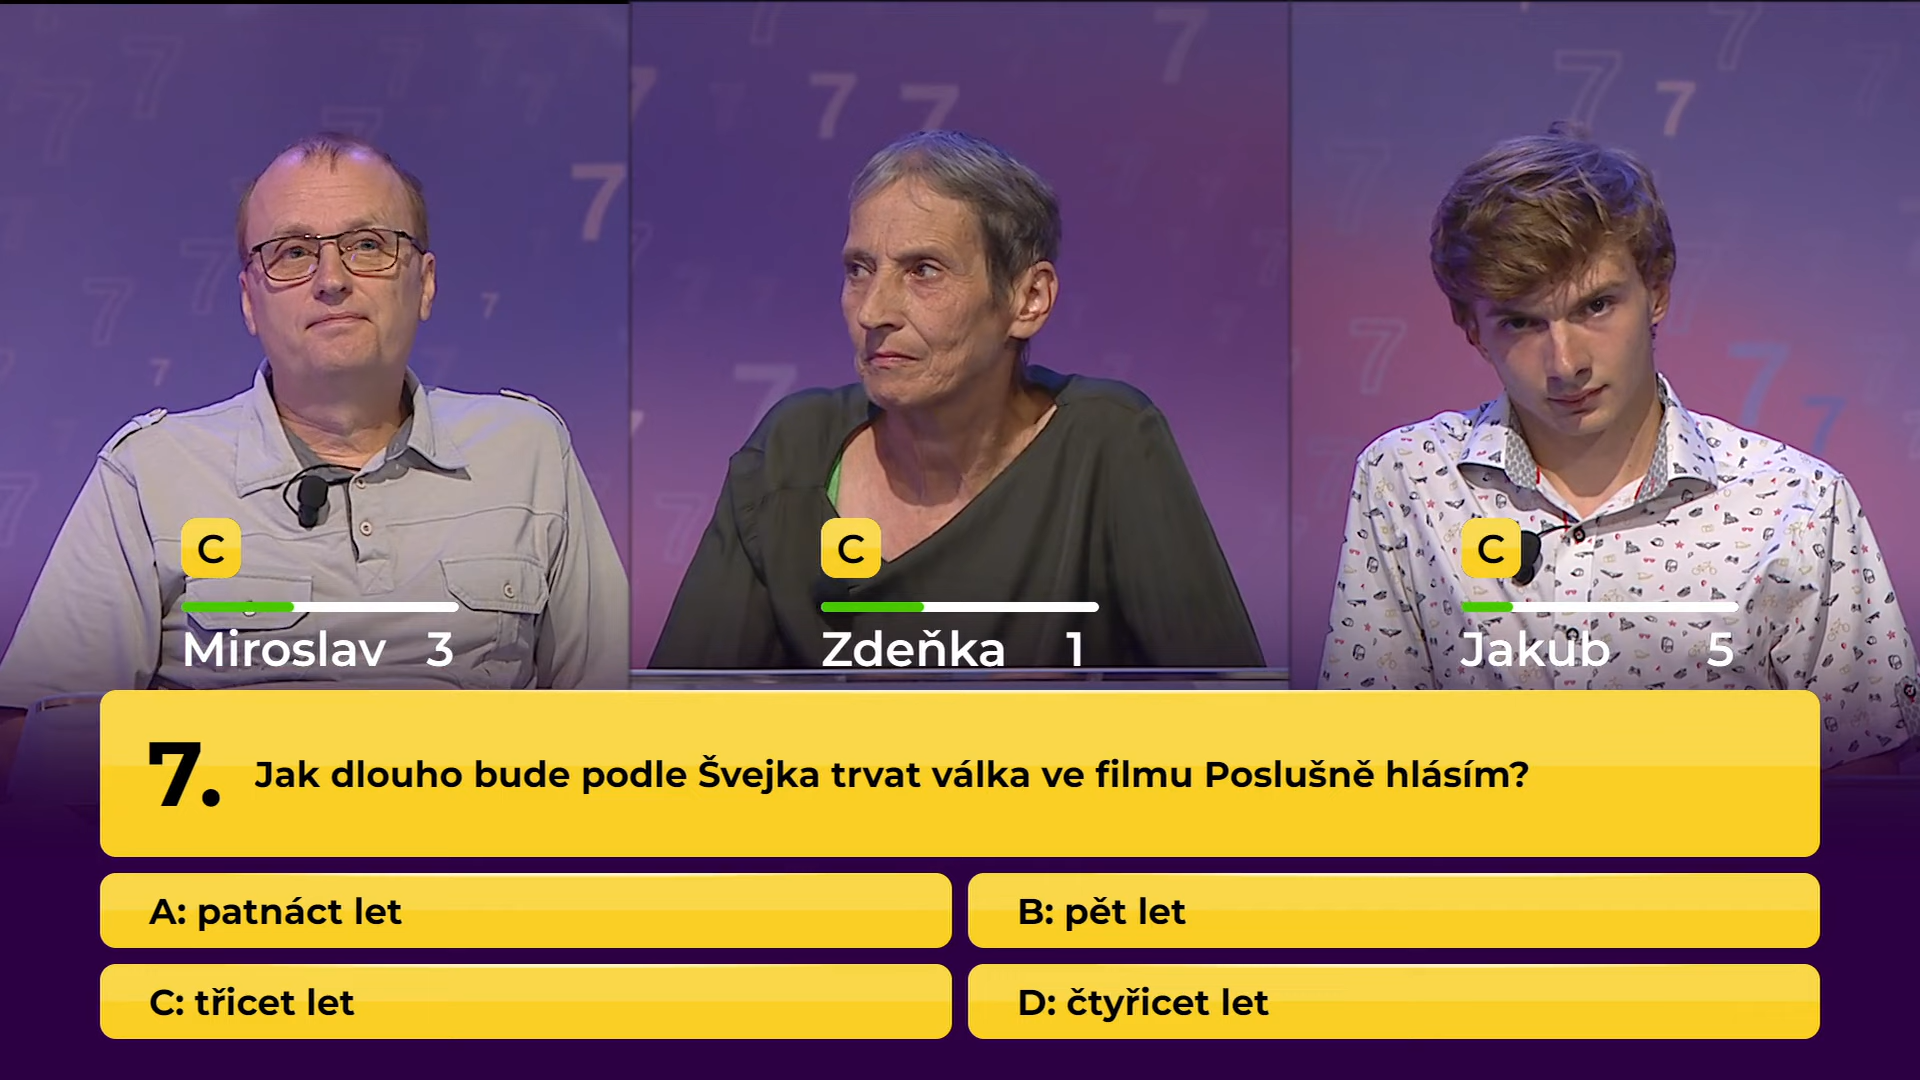 C
C
C
Miroslav 3
Zdeňka 1
Jakub 5
7. Jak dlouho bude podle Švejka trvat válka ve filmu Poslušně hlásím?
A: patnáct let
B: pět let
C: třicet let
D: čtyřicet let